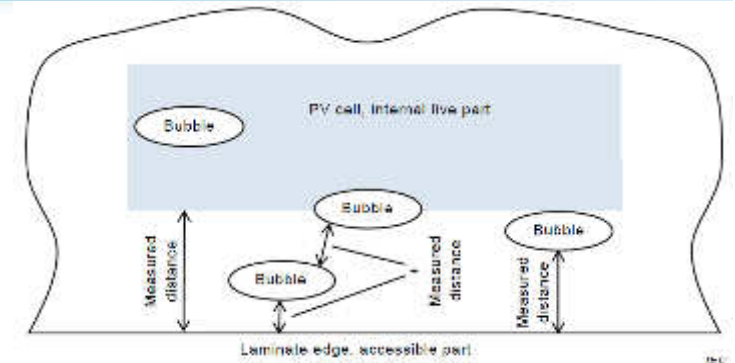 PV cell, internal live part
Bubble
Bubble
Bubble
Bubble
Measured
distance
Measured
distance
Measured
distance
Laminate edge, accessible part
IEC